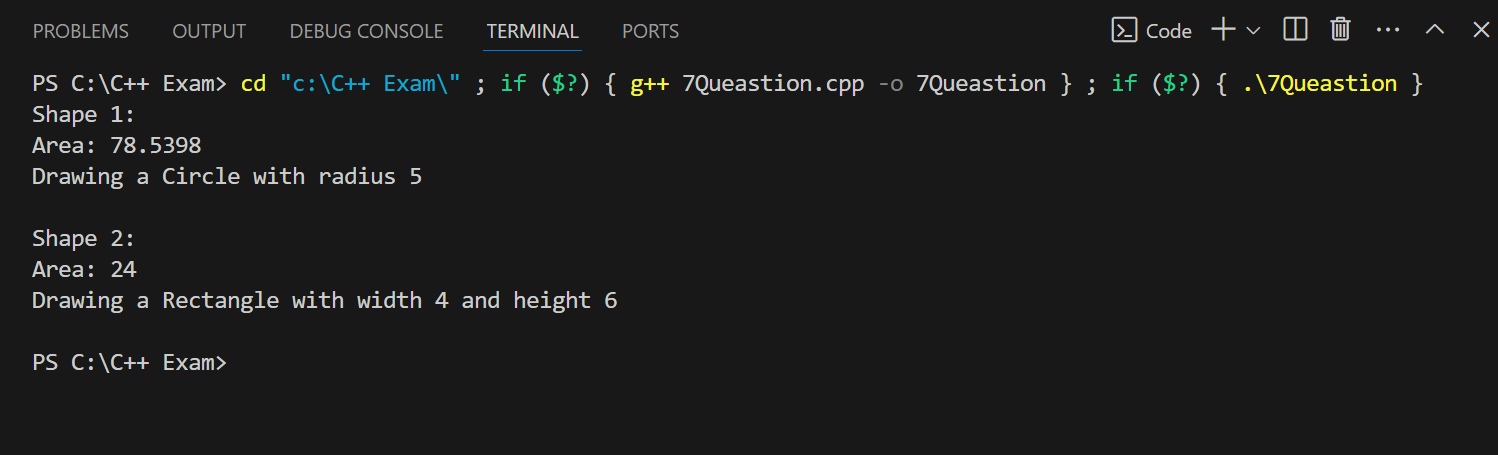 PROBLEMS OUTPUT DEBUG CONSOLE TERMINAL PORTS Code
PS C:\C++ Exam> cd "c:\C++ Exam\" ; if ($?) { g++ 7Queastion.cpp -o 7Queastion } ; if ($?) { .\7Queastion }
Shape 1:
Area: 78.5398
Drawing a Circle with radius 5
Shape 2:
Area: 24
Drawing a Rectangle with width 4 and height 6
PS C:\C++ Exam>